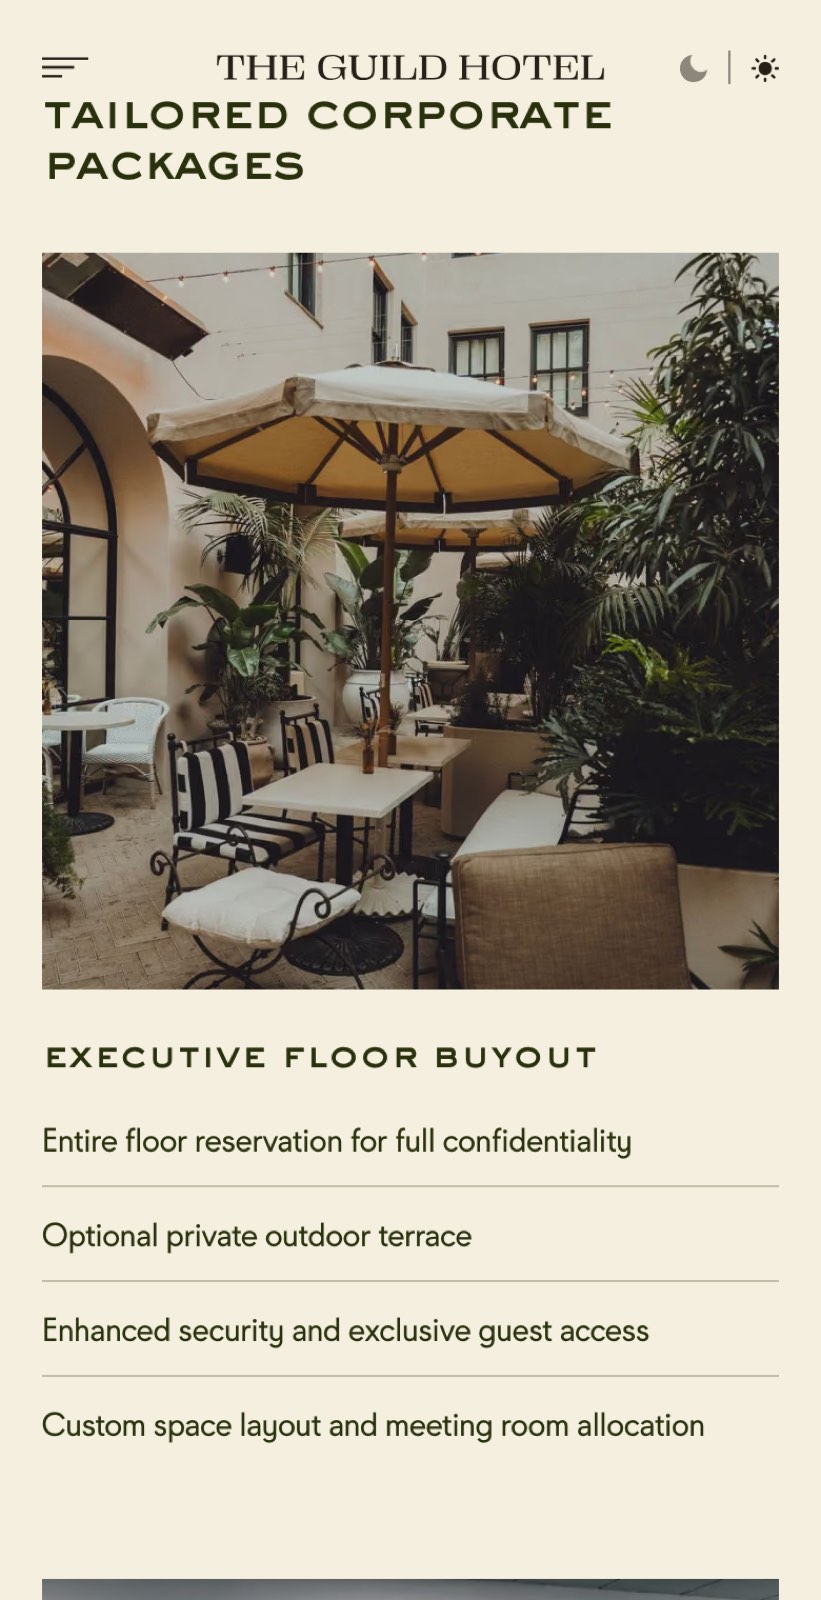 THE GUILD HOTEL
TAILORED CORPORATE
PACKAGES
EXECUTIVE FLOOR BUYOUT
Entire floor reservation for full confidentiality
Optional private outdoor terrace
Enhanced security and exclusive guest access
Custom space layout and meeting room allocation